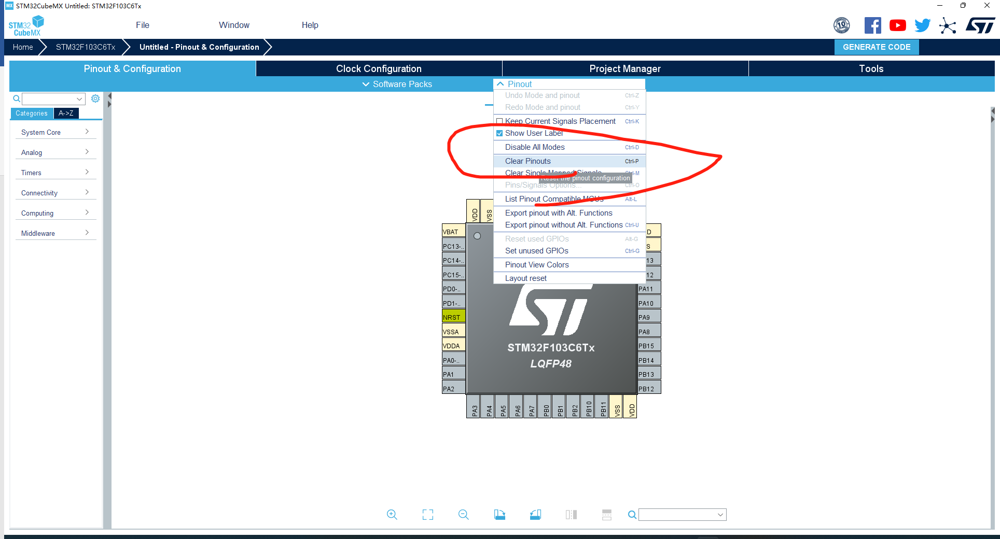 MX STM32CubeMX Untitled: STM32F103C6Tx
STM32
CubeMX
File
Window
Help
10
Home
STM32F103C6Tx
Untitled - Pinout & Configuration
GENERATE CODE
Pinout & Configuration
Clock Configuration
Project Manager
Tools
Software Packs
Pinout
Undo Mode and pinout Ctrl-Z
Redo Mode and pinout Ctrl-Y
Keep Current Signals Placement Ctrl-K
Show User Label
Disable All Modes Ctrl-D
Clear Pinouts Ctrl-P
Clear Single Mapped Signals Ctrl-M
Reset the pinout configuration
Pins/Signals Options... Ctrl-O
List Pinout Compatible MCUs Alt-L
Export pinout with Alt. Functions
Export pinout without Alt. Functions Ctrl-U
Reset used GPIOs Alt-G
Set unused GPIOs Ctrl-G
Pinout View Colors
Layout reset
Categories
A->Z
System Core
Analog
Timers
Connectivity
Computing
Middleware
VDD
VSS
VBAT
PC13-..
PC14-..
PC15-..
PD0-..
PD1-..
NRST
VSSA
VDDA
PA0-..
PA1
PA2
D
S
13
12
PA11
PA10
PA9
PA8
PB15
PB14
PB13
PB12
ST
STM32F103C6Tx
LQFP48
PA3
PA4
PA5
PA6
PA7
PB0
PB1
PB2
PB10
PB11
VSS
VDD